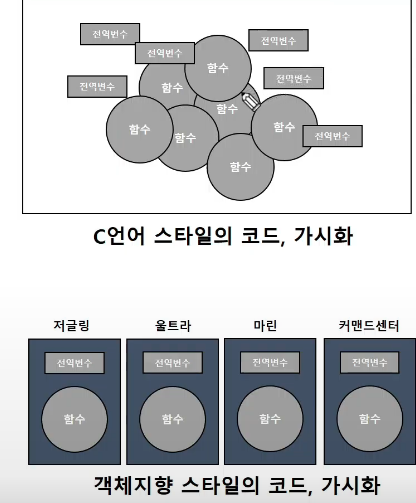 전역변수
전역변수
전역변수
전역변수
전역변수
전역변수
함수
함수
함수
함수
함수
함수
함수
C언어 스타일의 코드, 가시화
저글링 울트라 마린 커맨드센터
전역변수 전역변수 전역변수 전역변수
함수 함수 함수 함수
객체지향 스타일의 코드, 가시화